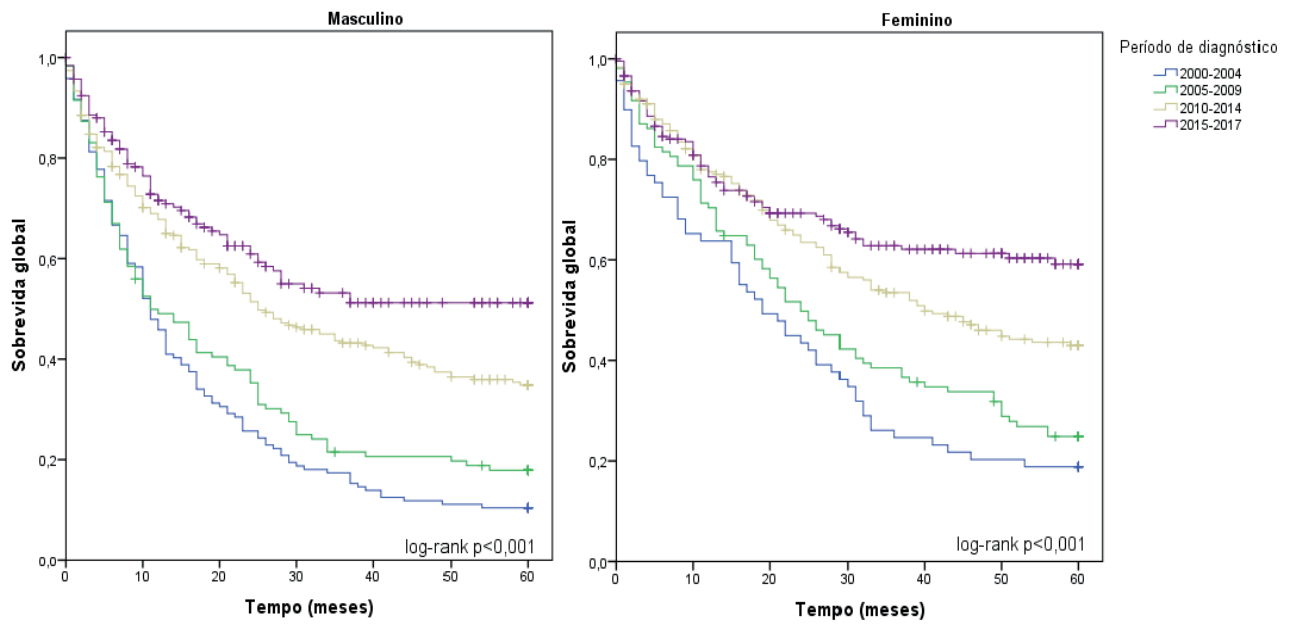 Masculino
Sobrevida global
1,0
0,8
0,6
0,4
0,2
0,0
log-rank p<0,001
0 10 20 30 40 50 60
Tempo (meses)
Feminino
Sobrevida global
1,0
0,8
0,6
0,4
0,2
0,0
log-rank p<0,001
0 10 20 30 40 50 60
Tempo (meses)
Período de diagnóstico
2000-2004
2005-2009
2010-2014
2015-2017